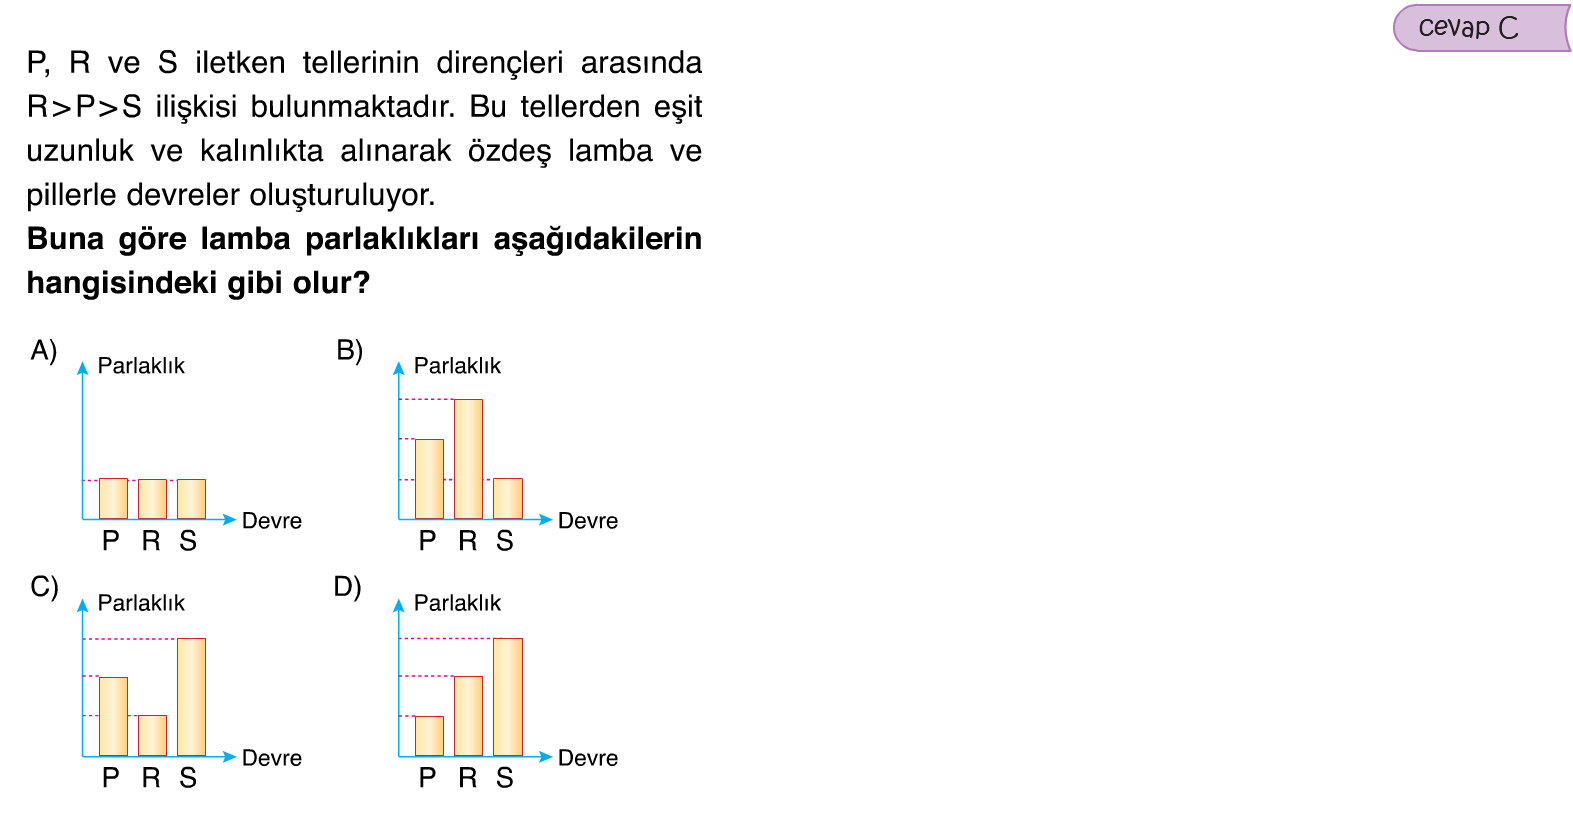 cevap C
P, R ve S iletken tellerinin dirençleri arasında
R>P>S ilişkisi bulunmaktadır. Bu tellerden eşit
uzunluk ve kalınlıkta alınarak özdeş lamba ve
pillerle devreler oluşturuluyor.
Buna göre lamba parlaklıkları aşağıdakilerin
hangisindeki gibi olur?
A)
Parlaklık
Devre
P R S
B)
Parlaklık
Devre
P R S
C)
Parlaklık
Devre
P R S
D)
Parlaklık
Devre
P R S